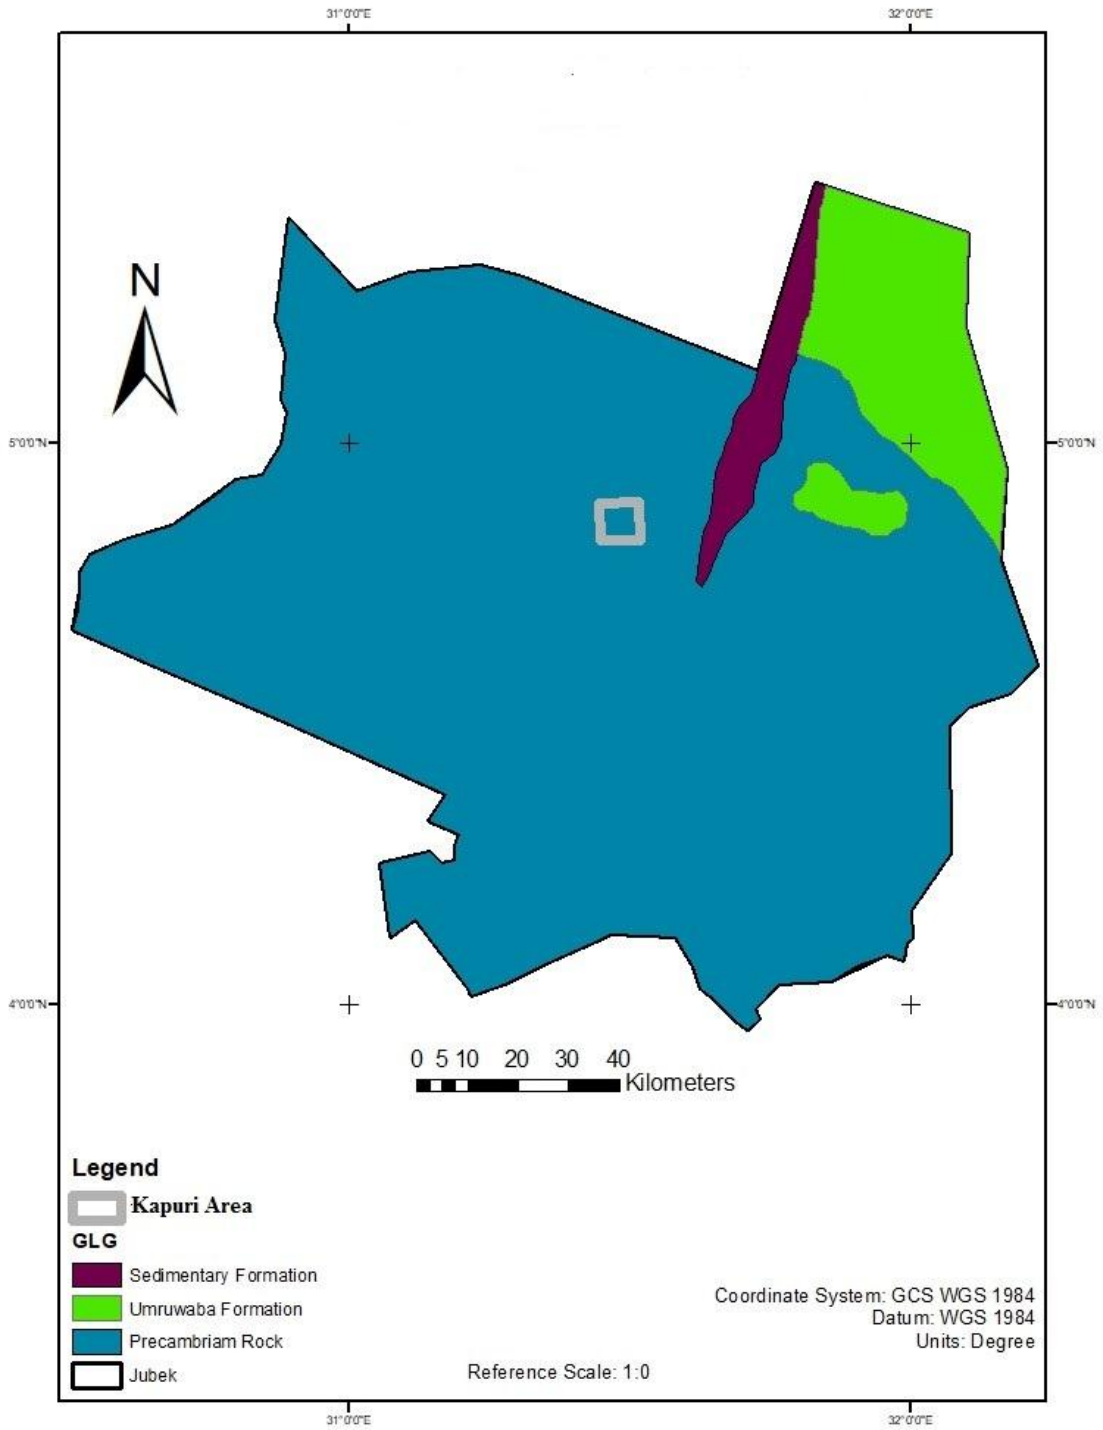 31°0'0"E 32°0'0"E
N
5°0'0"N 5°0'0"N
4°0'0"N 4°0'0"N
0 5 10 20 30 40
Kilometers
Legend
Kapuri Area
GLG
Sedimentary Formation
Umruwaba Formation
Precambriam Rock
Jubek
Coordinate System: GCS WGS 1984
Datum: WGS 1984
Units: Degree
Reference Scale: 1:0
31°0'0"E 32°0'0"E